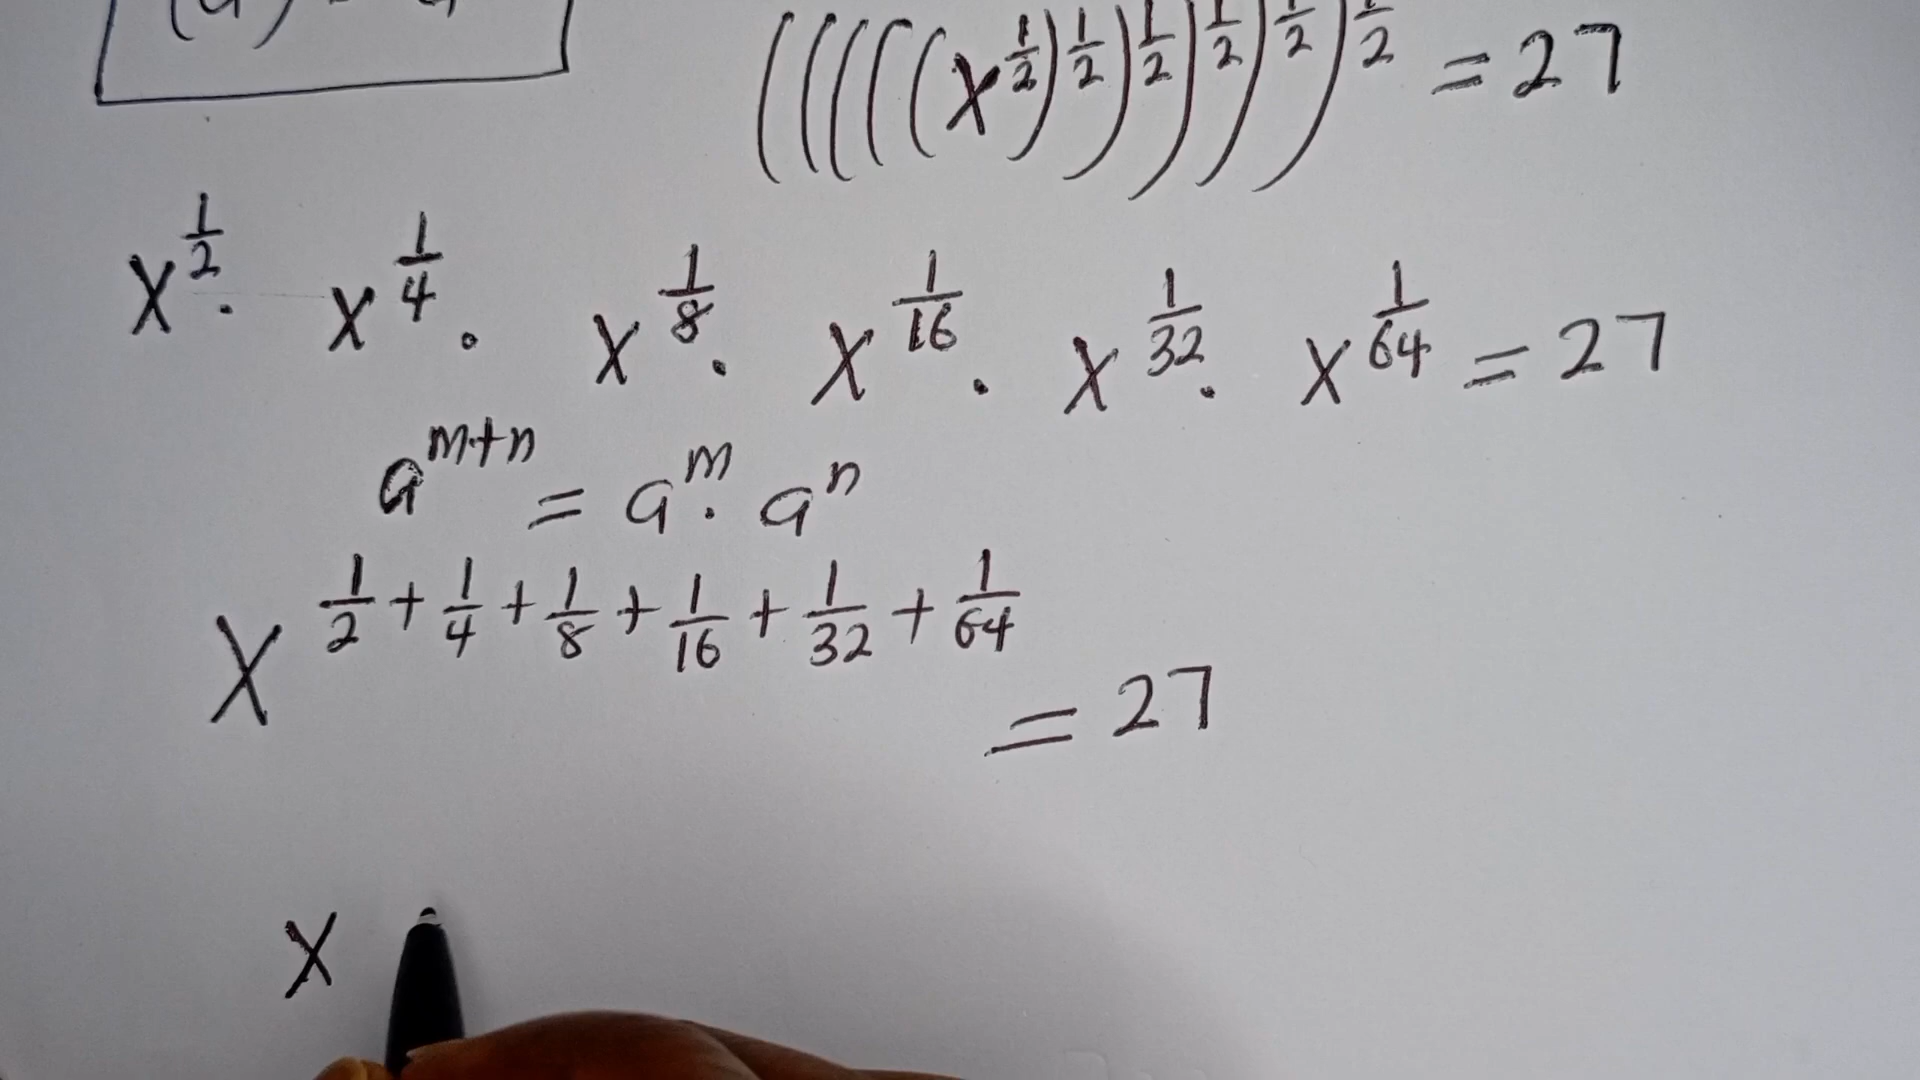 ((((((x^{1/2})^{1/2})^{1/2})^{1/2})^{1/2})^{1/2} = 27
x^{1/2} · x^{1/4} · x^{1/8} · x^{1/16} · x^{1/32} · x^{1/64} = 27
a^{m+n} = a^m · a^n
x^{1/2 + 1/4 + 1/8 + 1/16 + 1/32 + 1/64} = 27
x